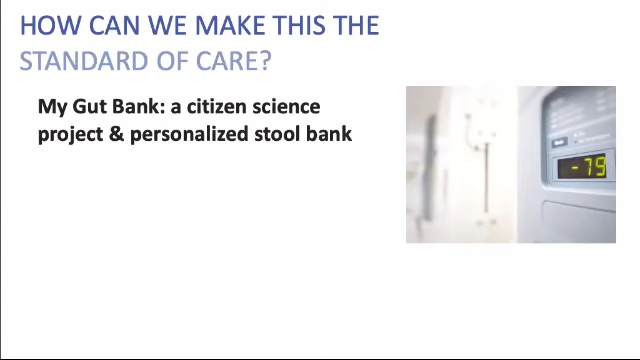 HOW CAN WE MAKE THIS THE
STANDARD OF CARE?
My Gut Bank: a citizen science
project & personalized stool bank
-79